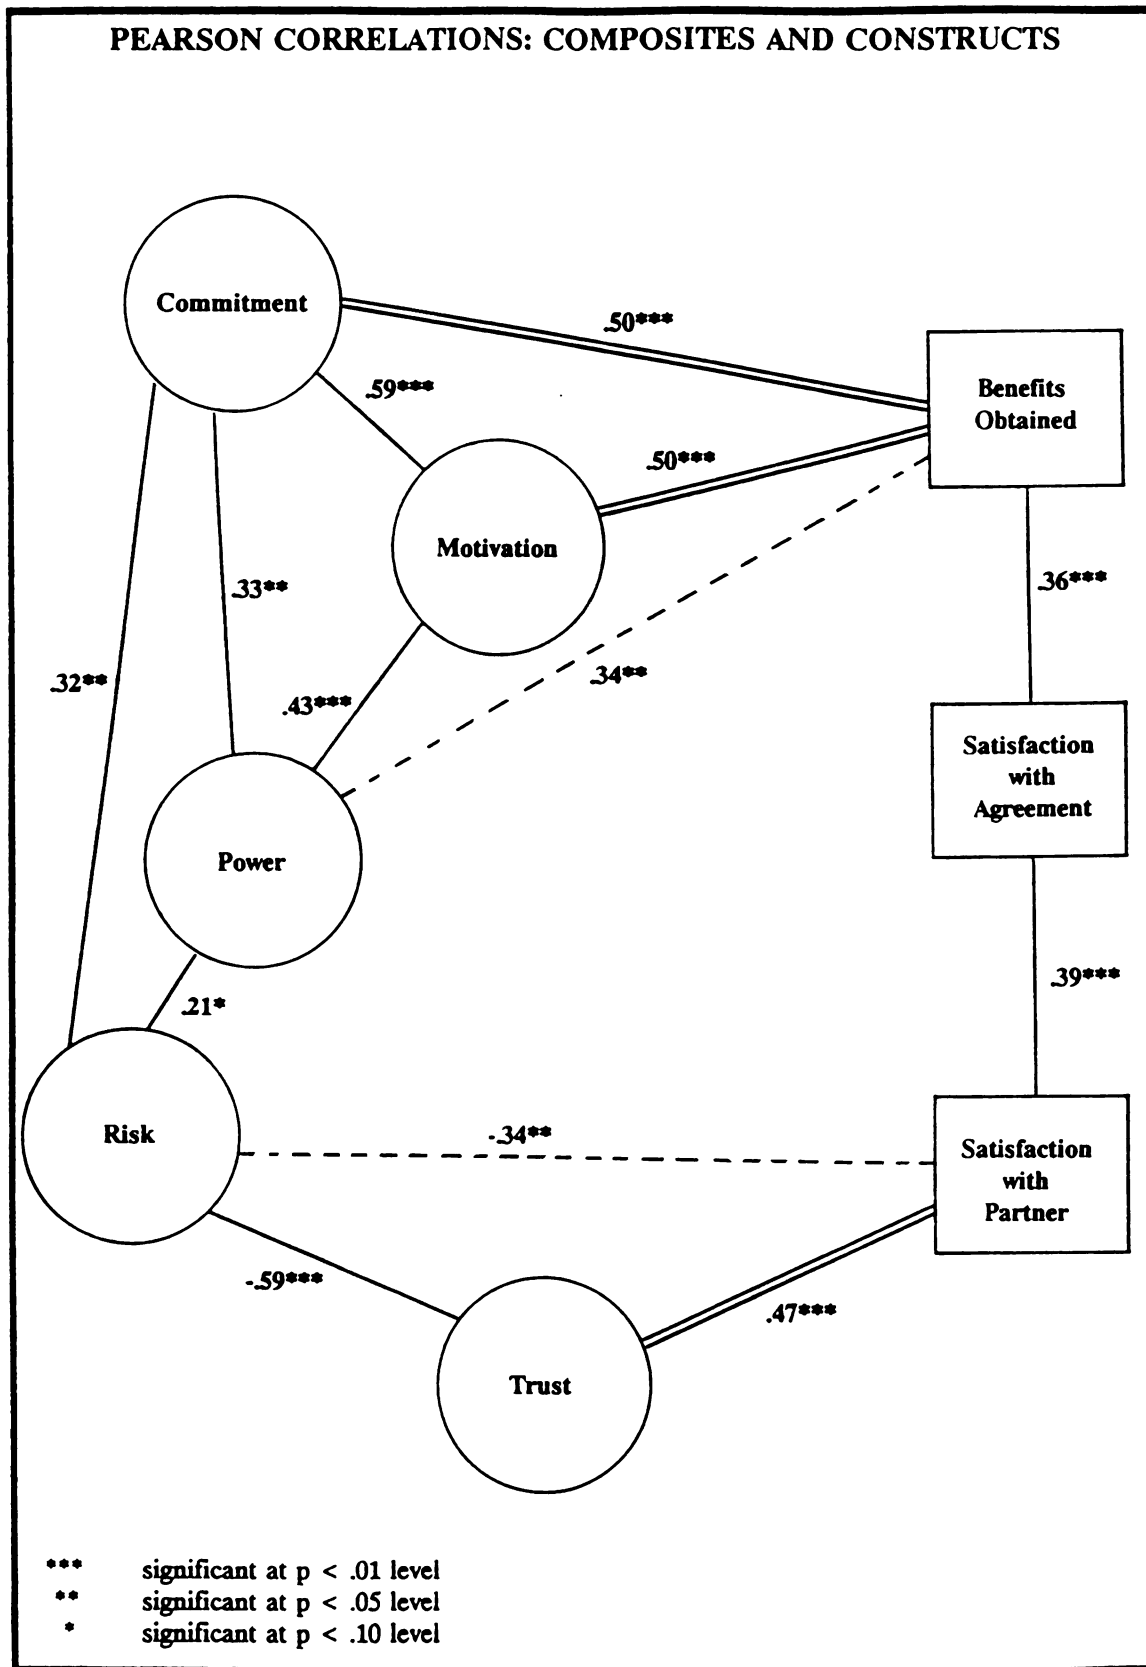 PEARSON CORRELATIONS: COMPOSITES AND CONSTRUCTS
Commitment
.50***
Benefits
Obtained
.59***
.50***
Motivation
.36***
.33**
.34**
.32**
.43***
Satisfaction
with
Agreement
Power
.39***
.21*
Risk
-.34**
Satisfaction
with
Partner
-.59***
.47***
Trust
*** significant at p < .01 level
** significant at p < .05 level
* significant at p < .10 level